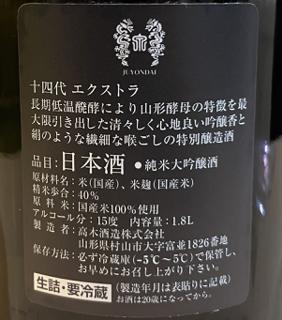 JUYONDAI
十四代 エクストラ
長期低温醗酵により山形酵母の特徴を最
大限引き出した清々しく心地良い吟醸香と
絹のような繊細な喉ごしの特別醸造酒
品目：日本酒 ●純米大吟醸酒
原材料名：米(国産)、米麹(国産米)
精米歩合：40%
原料米：国産米100%使用
アルコール分：15度 内容量：1.8L
製造者：高木酒造株式会社
山形県村山市大字富並1826番地
保存方法：必ず冷蔵庫(−5℃〜5℃)で保管し、
お早めにお召し上がり下さい。
生詰・要冷蔵 (製造年月は表貼りに記載)
お酒は20歳になってから。